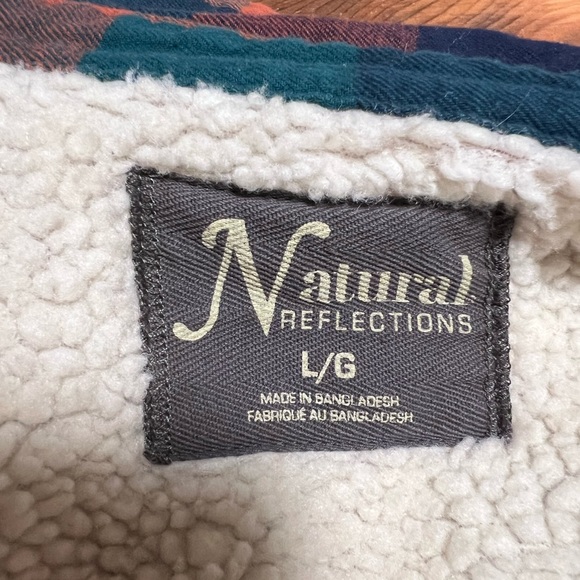 Natural
REFLECTIONS
L/G
MADE IN BANGLADESH
FABRIQUÉ AU BANGLADESH